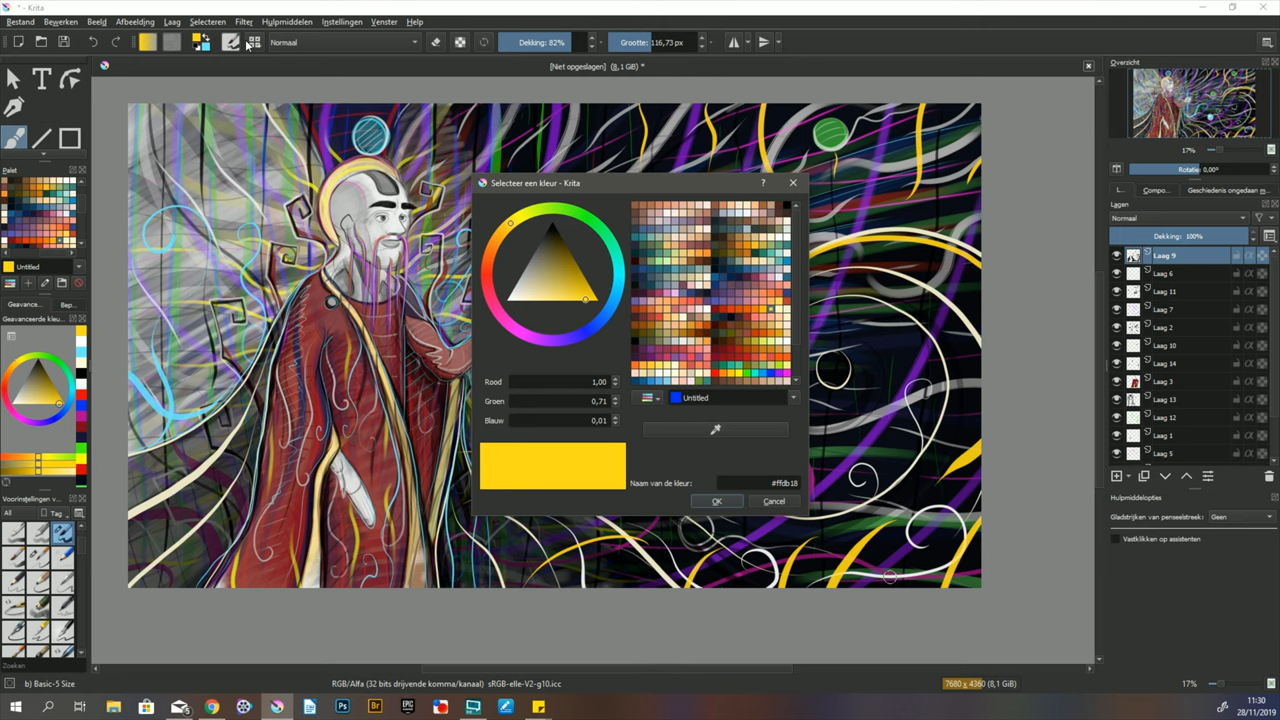 * - Krita
Bestand Bewerken Beeld Afbeelding Laag Selecteren Filter Hulpmiddelen Instellingen Venster Help
Normaal Dekking: 82% Grootte: 116,73 px
[Niet opgeslagen] (8,1 GiB) *
Overzicht
17%
Rotatie: 0,00°
L... Compo... Geschiedenis ongedaan m...
Lagen
Normaal
Dekking: 100%
Laag 9
Laag 6
Laag 11
Laag 7
Laag 2
Laag 10
Laag 14
Laag 3
Laag 13
Laag 12
Laag 1
Laag 5
Hulpmiddelopties
Gladstrijken van penseelstreek: Geen
Vastklikken op assistenten
Palet
Untitled
Geavance... Bep...
Geavanceerde kleu...
Voorinstellingen v...
All Tag
Zoeken
Selecteer een kleur - Krita ?
Rood 1,00
Groen 0,71
Blauw 0,01
Untitled
Naam van de kleur: #ffdb18
OK Cancel
b) Basic-5 Size
RGB/Alfa (32 bits drijvende komma/kanaal) sRGB-elle-V2-g10.icc
7680 x 4360 (8,1 GiB)
17%
Ps Br EPIC
11:30
28/11/2019